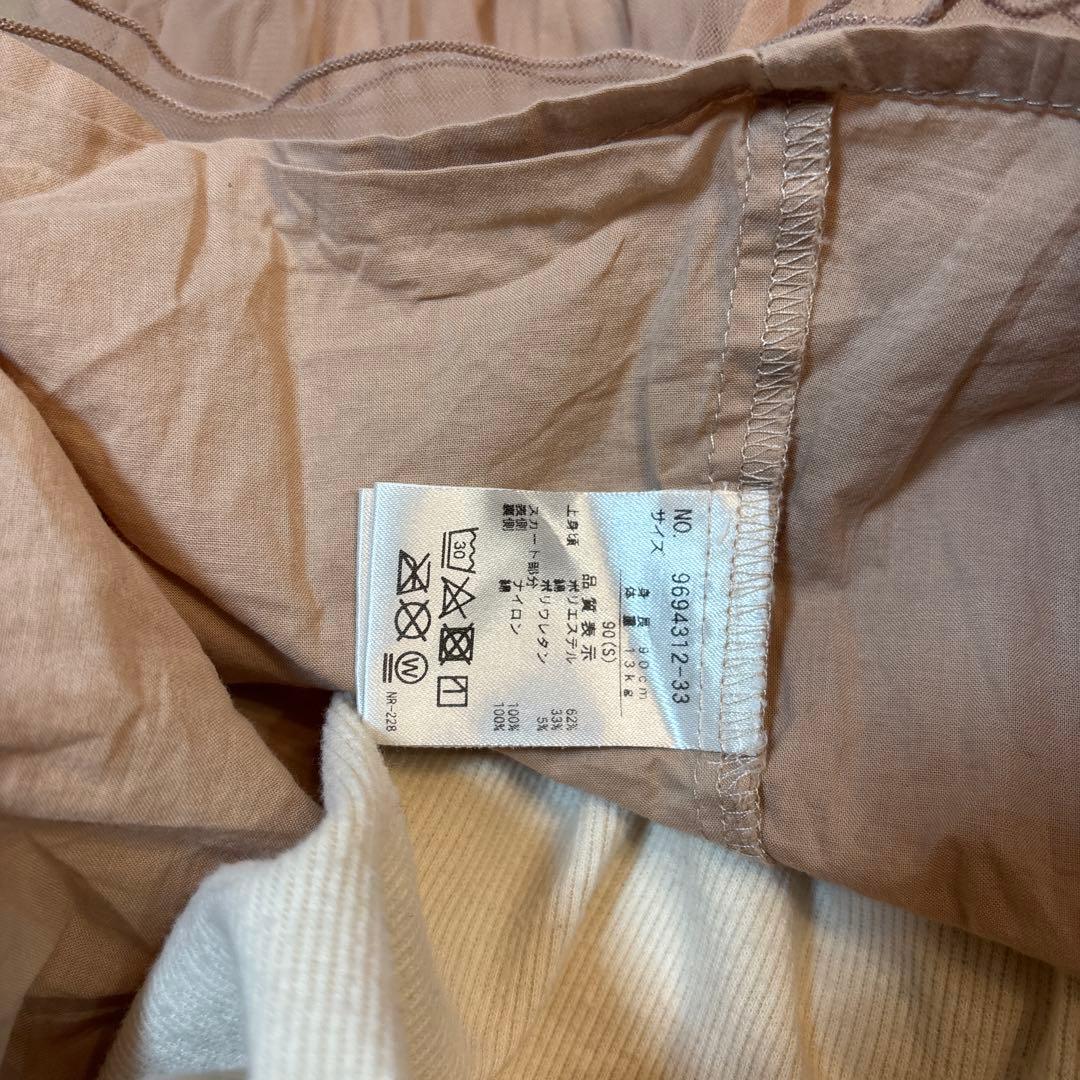 NO. 9694312-33
サイズ
身長 90cm
体重 13kg
90(S)
品質表示
上身頃 ポリエステル 62%
綿 33%
ポリウレタン 5%
スカート部分
表側 ナイロン 100%
裏側 綿 100%
30
W
NR-228